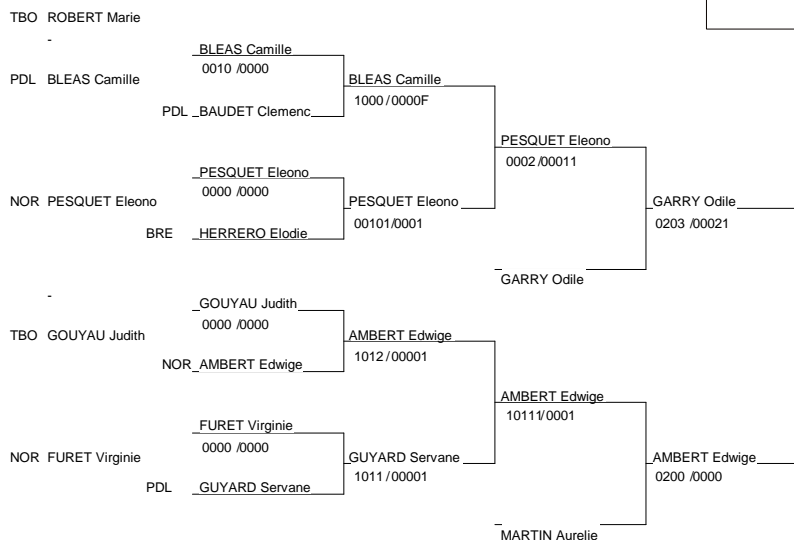 TBO ROBERT Marie
-
BLEAS Camille
0010 /0000
PDL BLEAS Camille
BLEAS Camille
1000/0000F
PDL BAUDET Clemenc
PESQUET Eleono
0002/00011
PESQUET Eleono
0000 /0000
NOR PESQUET Eleono
PESQUET Eleono
00101/0001
GARRY Odile
0203 /00021
BRE HERRERO Elodie
GARRY Odile
-
GOUYAU Judith
0000 /0000
TBO GOUYAU Judith
AMBERT Edwige
1012/00001
NOR AMBERT Edwige
AMBERT Edwige
10111/0001
FURET Virginie
0000 /0000
NOR FURET Virginie
GUYARD Servane
1011/00001
AMBERT Edwige
0200 /0000
PDL GUYARD Servane
MARTIN Aurelie